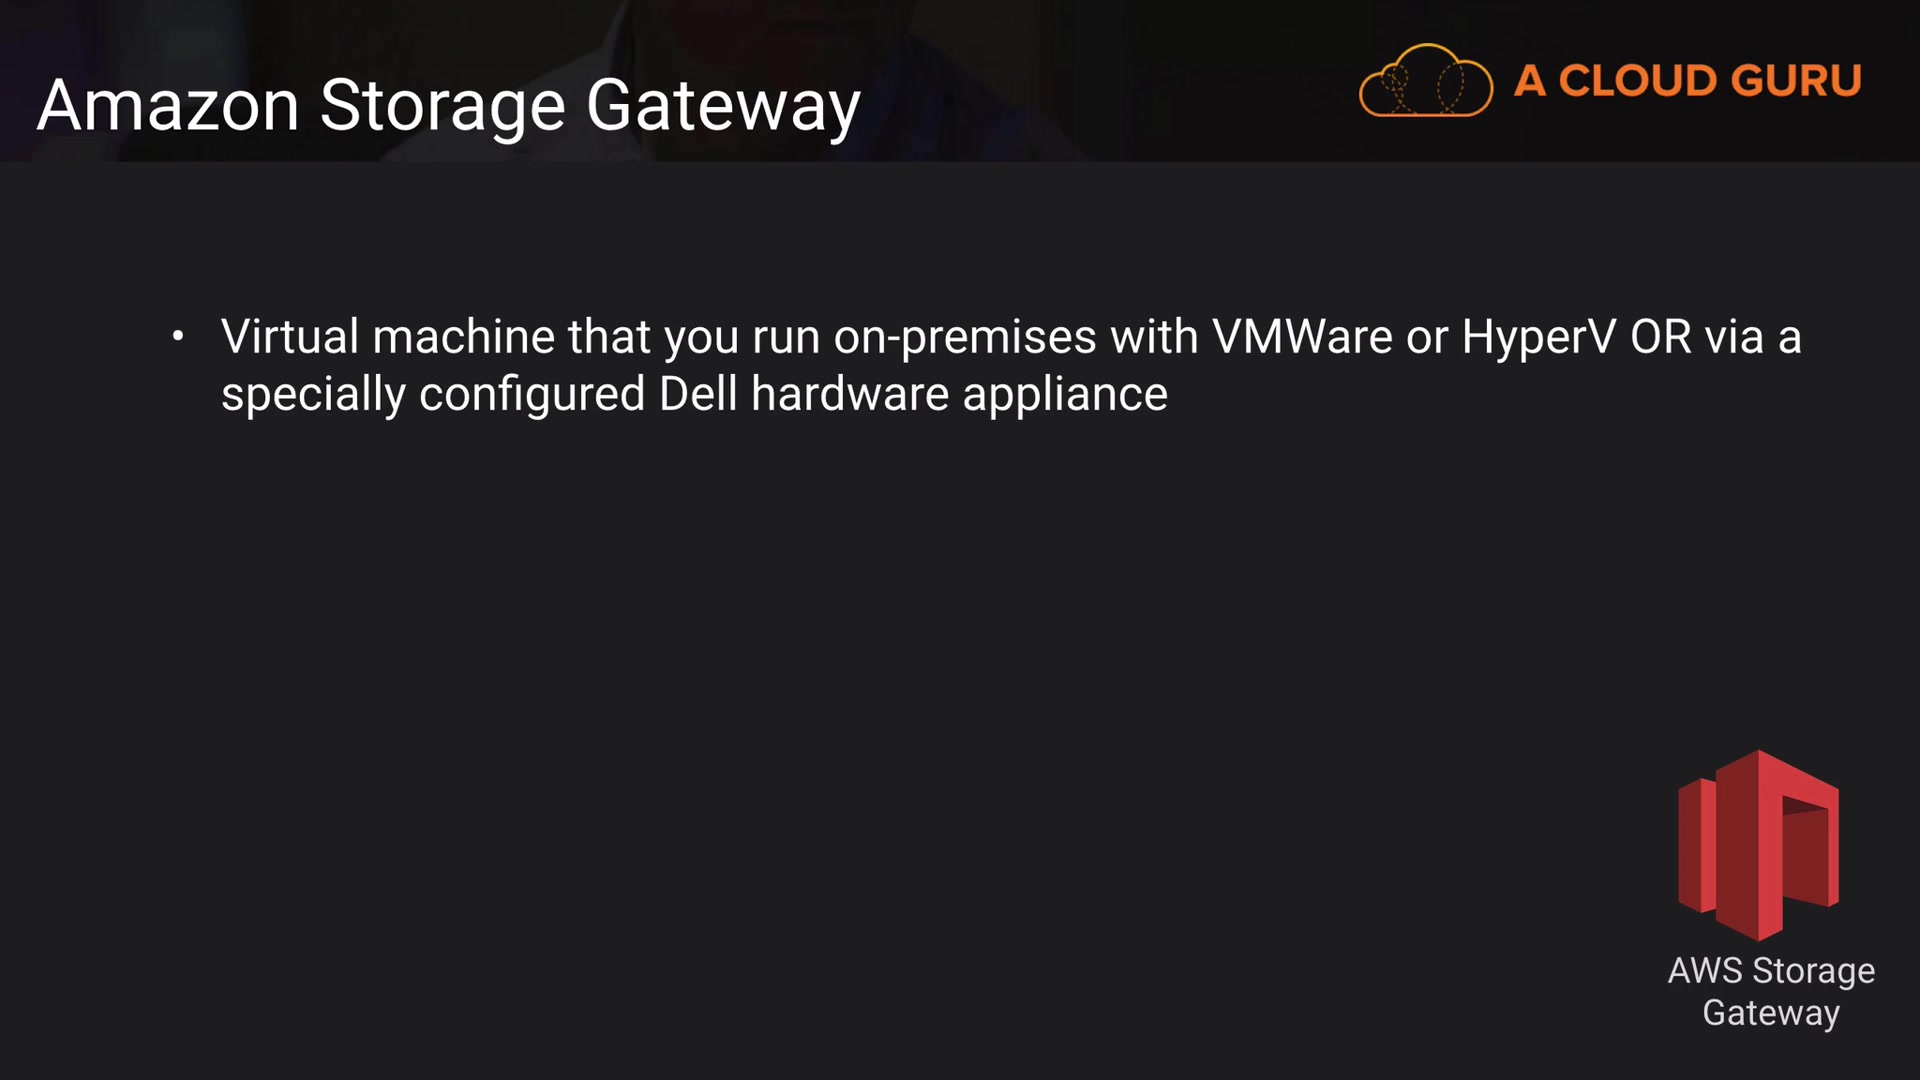 Amazon Storage Gateway
A CLOUD GURU
• Virtual machine that you run on-premises with VMWare or HyperV OR via a
specially configured Dell hardware appliance
AWS Storage
Gateway